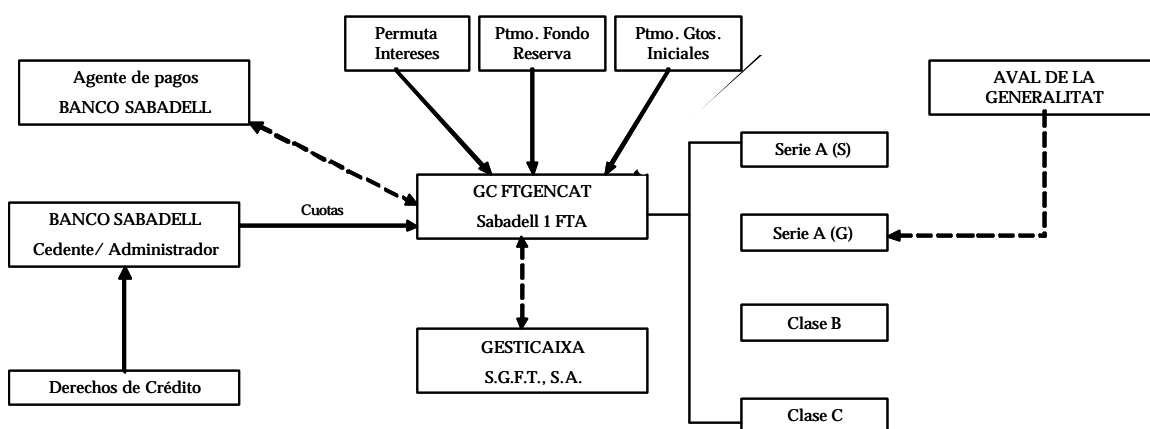 Permuta
Intereses
Ptmo. Fondo
Reserva
Ptmo. Gtos.
Iniciales
Agente de pagos
BANCO SABADELL
AVAL DE LA
GENERALITAT
Serie A (S)
GC FTGENCAT
Sabadell 1 FTA
Cuotas
BANCO SABADELL
Cedente/ Administrador
Serie A (G)
Clase B
GESTICAIXA
S.G.F.T., S.A.
Derechos de Crédito
Clase C